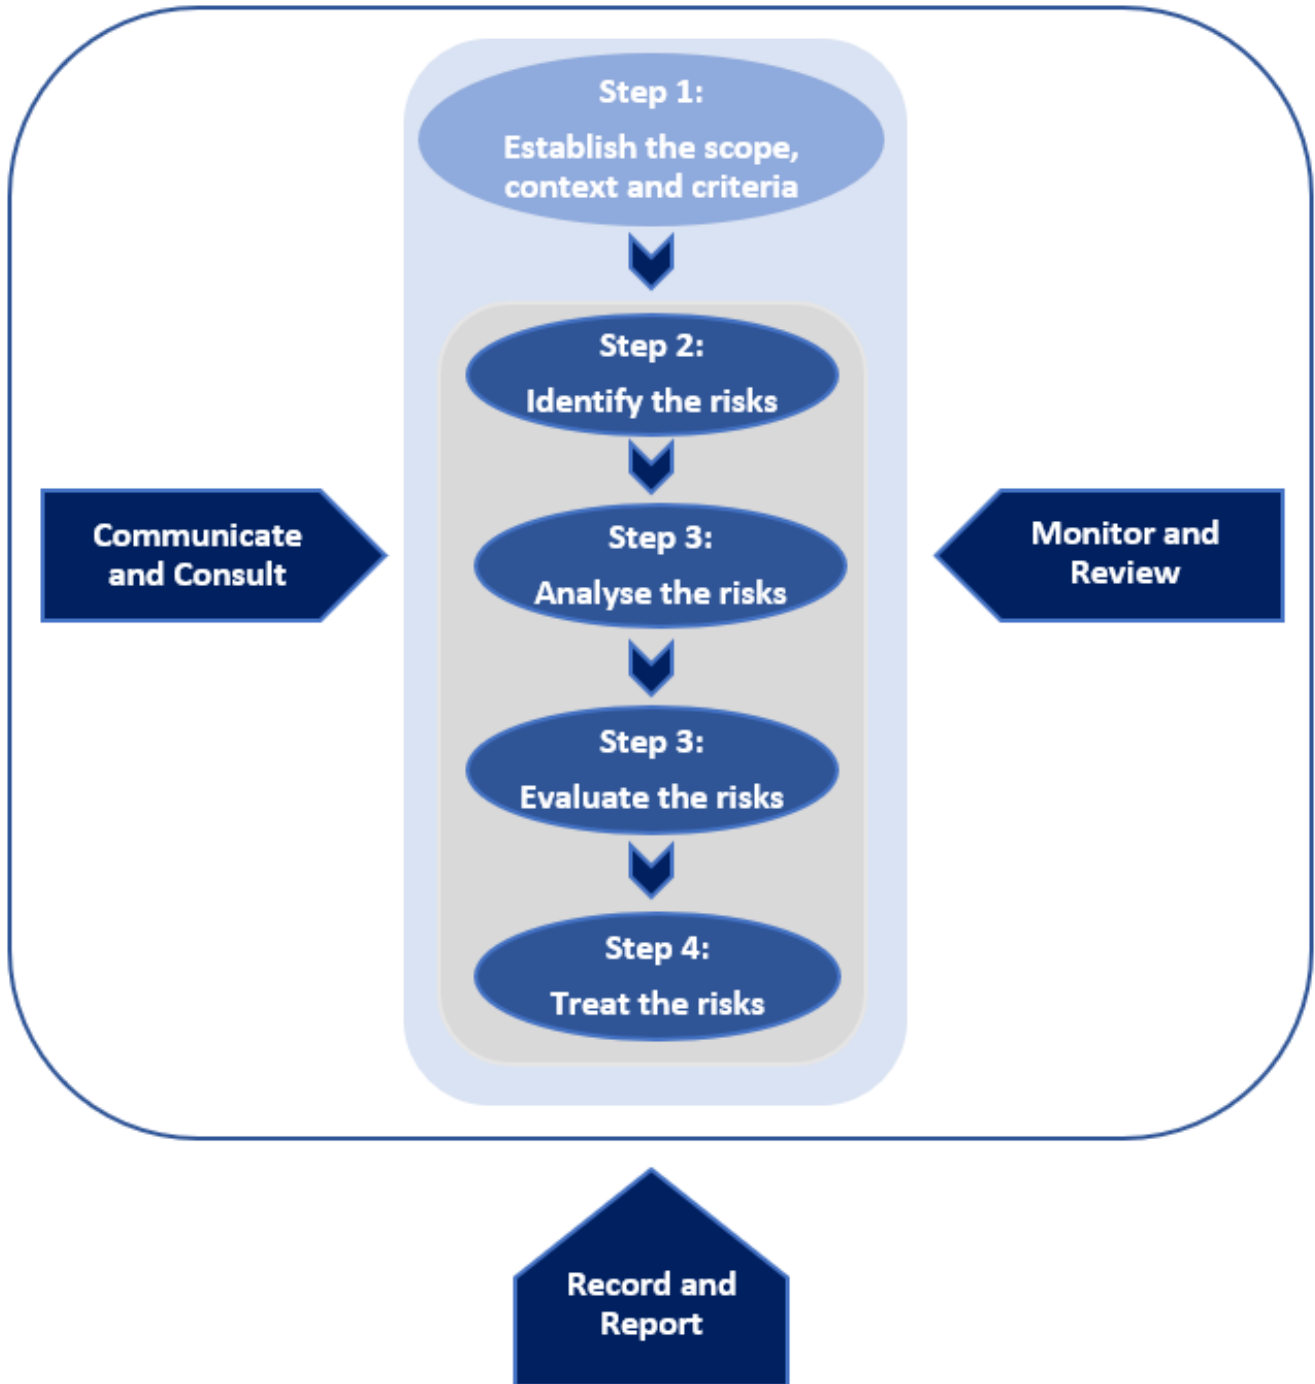 Step 1:
Establish the scope,
context and criteria
Step 2:
Identify the risks
Step 3:
Analyse the risks
Communicate
and Consult
Monitor and
Review
Step 3:
Evaluate the risks
Step 4:
Treat the risks
Record and
Report